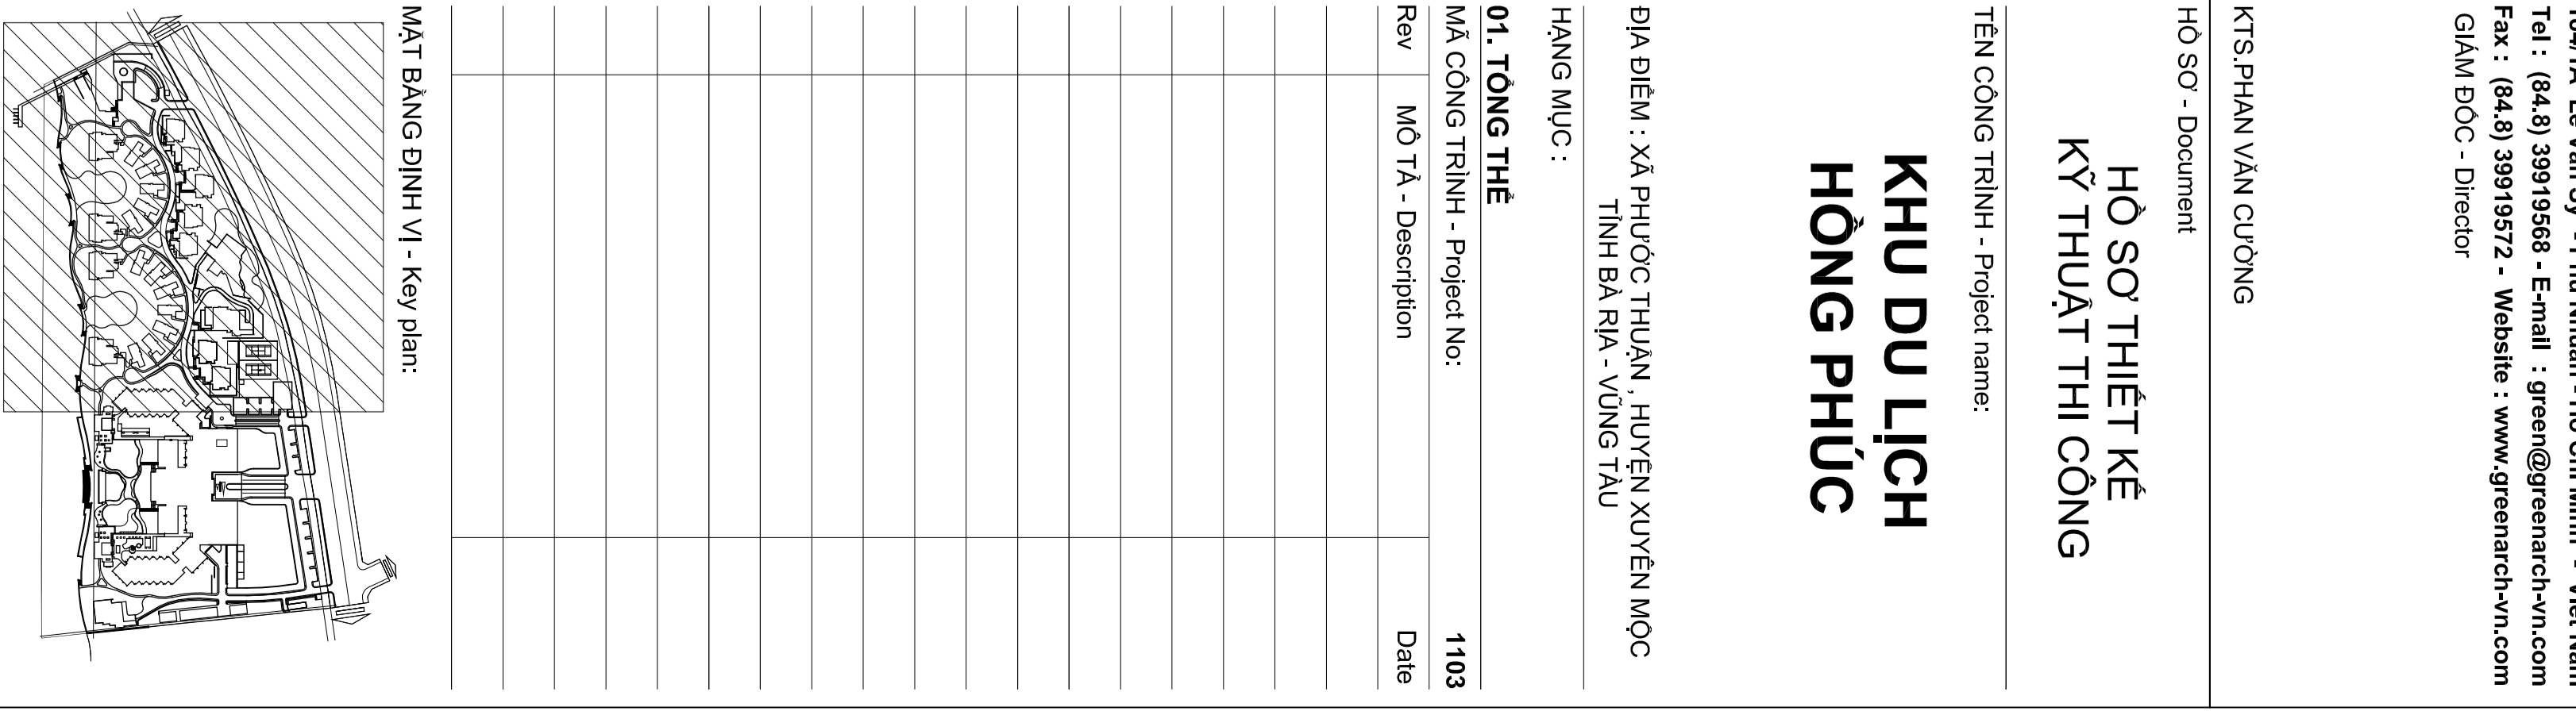 Tel : (84.8) 39919568 - E-mail : green@greenarch-vn.com
Fax : (84.8) 39919572 - Website : www.greenarch-vn.com
GIÁM ĐỐC - Director
KTS.PHAN VĂN CƯỜNG
HỒ SƠ - Document
HỒ SƠ THIẾT KẾ
KỸ THUẬT THI CÔNG
TÊN CÔNG TRÌNH - Project name:
KHU DU LỊCH
HỒNG PHÚC
ĐỊA ĐIỂM : XÃ PHƯỚC THUẬN , HUYỆN XUYÊN MỘC
TỈNH BÀ RỊA - VŨNG TÀU
HẠNG MỤC :
01. TỔNG THỂ
MÃ CÔNG TRÌNH - Project No: 1103
Rev MÔ TẢ - Description Date
MẶT BẰNG ĐỊNH VỊ - Key plan: